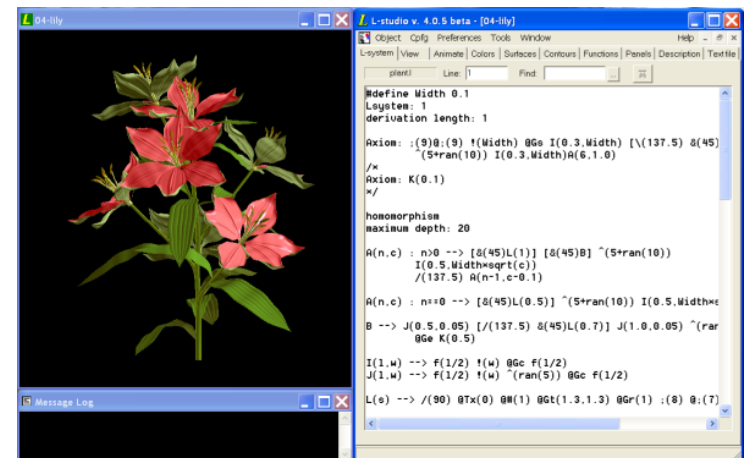 04-lily
L-studio v. 4.0.5 beta - [04-lily]
Object Cpfg Preferences Tools Window Help
L-system View Animate Colors Surfaces Contours Functions Panels Description Textfile
plant.l Line: 1 Find: ...
#define Width 0.1
Lsystem: 1
derivation length: 1
Axiom: ;(9)@;(9) !(Width) @Gs I(0.3,Width) [\(137.5) &(45)
^(5+ran(10)) I(0.3,Width)A(6,1.0)
/*
Axiom: K(0.1)
*/
homomorphism
maximum depth: 20
A(n,c) : n>0 --> [&(45)L(1)] [&(45)B] ^(5+ran(10))
I(0.5,Width*sqrt(c))
/(137.5) A(n-1,c-0.1)
A(n,c) : n==0 --> [&(45)L(0.5)] ^(5+ran(10)) I(0.5,Width*s
B --> J(0.5,0.05) [/(137.5) &(45)L(0.7)] J(1.0,0.05) ^(ran
@Ge K(0.5)
I(l,w) --> f(l/2) !(w) @Gc f(l/2)
J(l,w) --> f(l/2) !(w) ^(ran(5)) @Gc f(l/2)
L(s) --> /(90) @Tx(0) @#(1) @Gt(1.3,1.3) @Gr(1) ;(8) @;(7)
Message Log